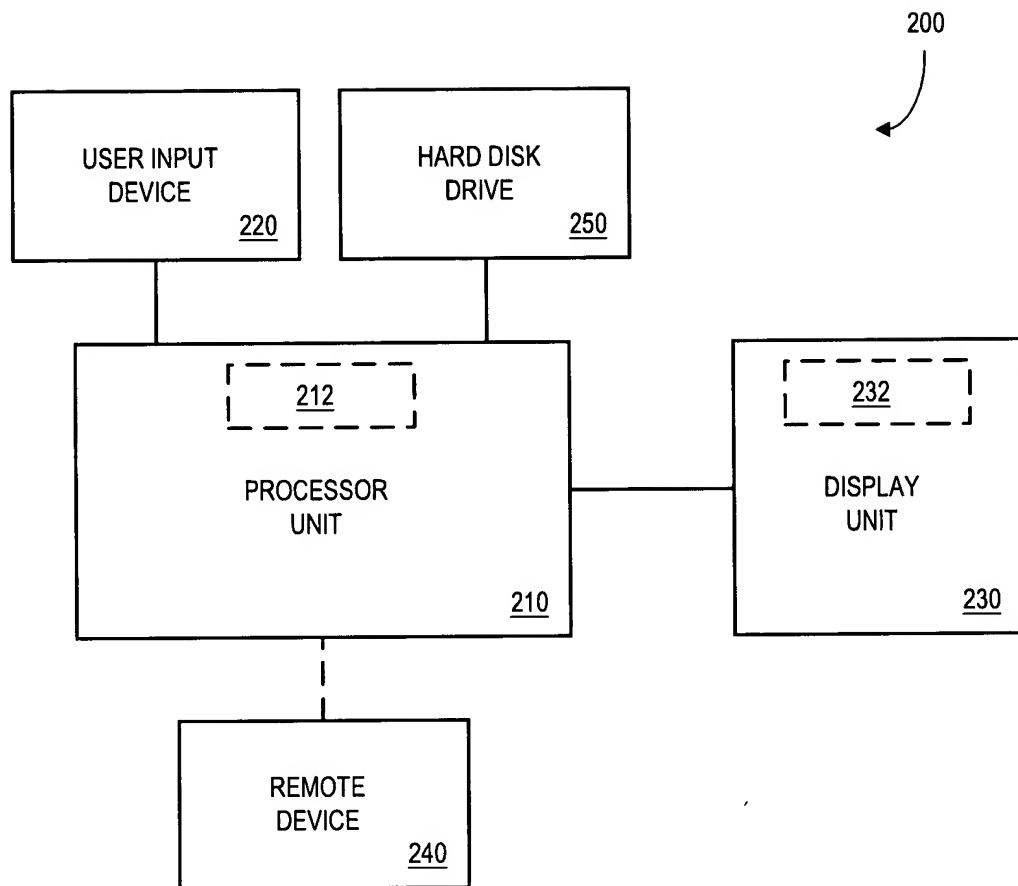 200
USER INPUT
DEVICE
220
HARD DISK
DRIVE
250
212
PROCESSOR
UNIT
210
232
DISPLAY
UNIT
230
REMOTE
DEVICE
240